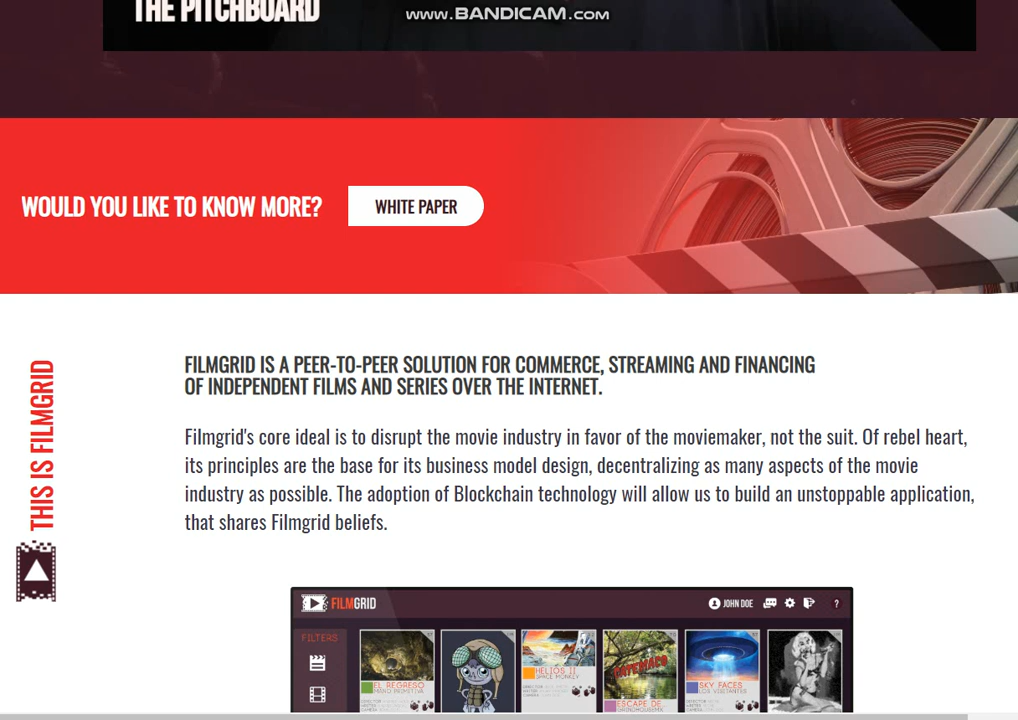 THE PITCHBOARD
WWW.BANDICAM.COM
WOULD YOU LIKE TO KNOW MORE?
WHITE PAPER
THIS IS FILMGRID
FILMGRID IS A PEER-TO-PEER SOLUTION FOR COMMERCE, STREAMING AND FINANCING
OF INDEPENDENT FILMS AND SERIES OVER THE INTERNET.
Filmgrid's core ideal is to disrupt the movie industry in favor of the moviemaker, not the suit. Of rebel heart,
its principles are the base for its business model design, decentralizing as many aspects of the movie
industry as possible. The adoption of Blockchain technology will allow us to build an unstoppable application,
that shares Filmgrid beliefs.
FILMGRID
JOHN DOE
?
FILTERS
EL REGRESO
MANO PRIMITIVA
HELIOS II
SPACE MONKEY
CATEMACO
ESCAPE DE...
SKY FACES
LOS VISITANTES